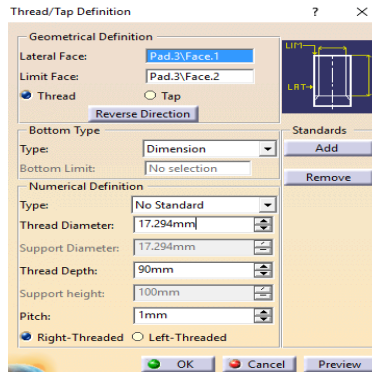 Thread/Tap Definition ? ×
Geometrical Definition
Lateral Face: Pad.3\Face.1
Limit Face: Pad.3\Face.2
Thread Tap
Reverse Direction
LIM
LAT
Bottom Type
Type: Dimension
Bottom Limit: No selection
Standards
Add
Remove
Numerical Definition
Type: No Standard
Thread Diameter: 17.294mm
Support Diameter: 17.294mm
Thread Depth: 90mm
Support height: 100mm
Pitch: 1mm
Right-Threaded Left-Threaded
OK Cancel Preview